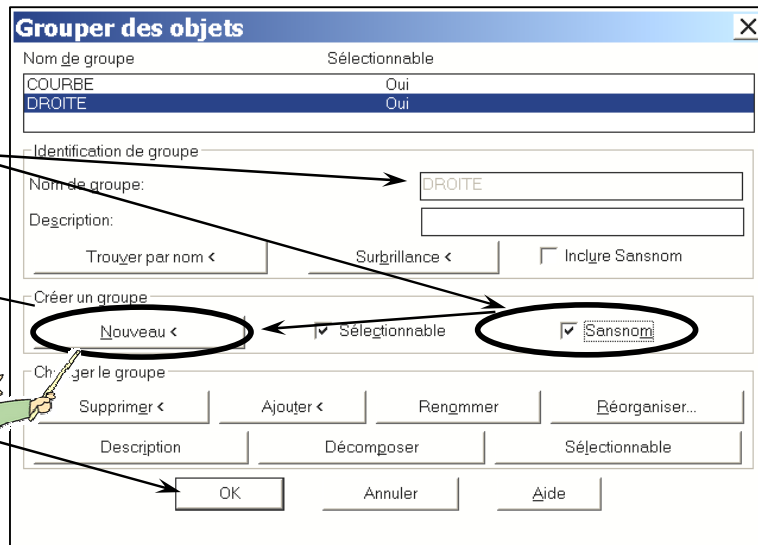 Grouper des objets
Nom de groupe Sélectionnable
COURBE Oui
DROITE Oui
Identification de groupe
Nom de groupe: DROITE
Description:
Trouver par nom < Surbrillance < Inclure Sansnom
Créer un groupe
Nouveau < Sélectionnable Sansnom
le groupe
Supprimer < Ajouter < Renommer Réorganiser...
Description Décomposer Sélectionnable
OK Annuler Aide